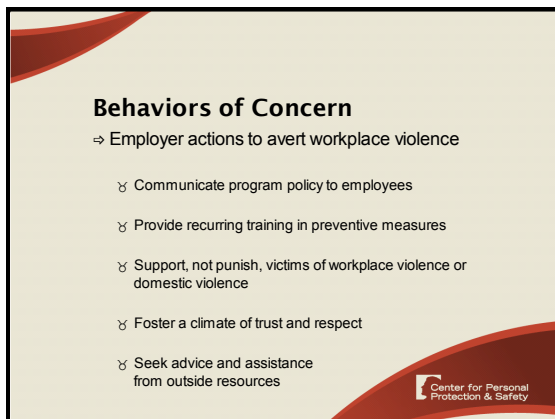 Behaviors of Concern
⇨ Employer actions to avert workplace violence
♉ Communicate program policy to employees
♉ Provide recurring training in preventive measures
♉ Support, not punish, victims of workplace violence or
domestic violence
♉ Foster a climate of trust and respect
♉ Seek advice and assistance
from outside resources
Center for Personal
Protection & Safety